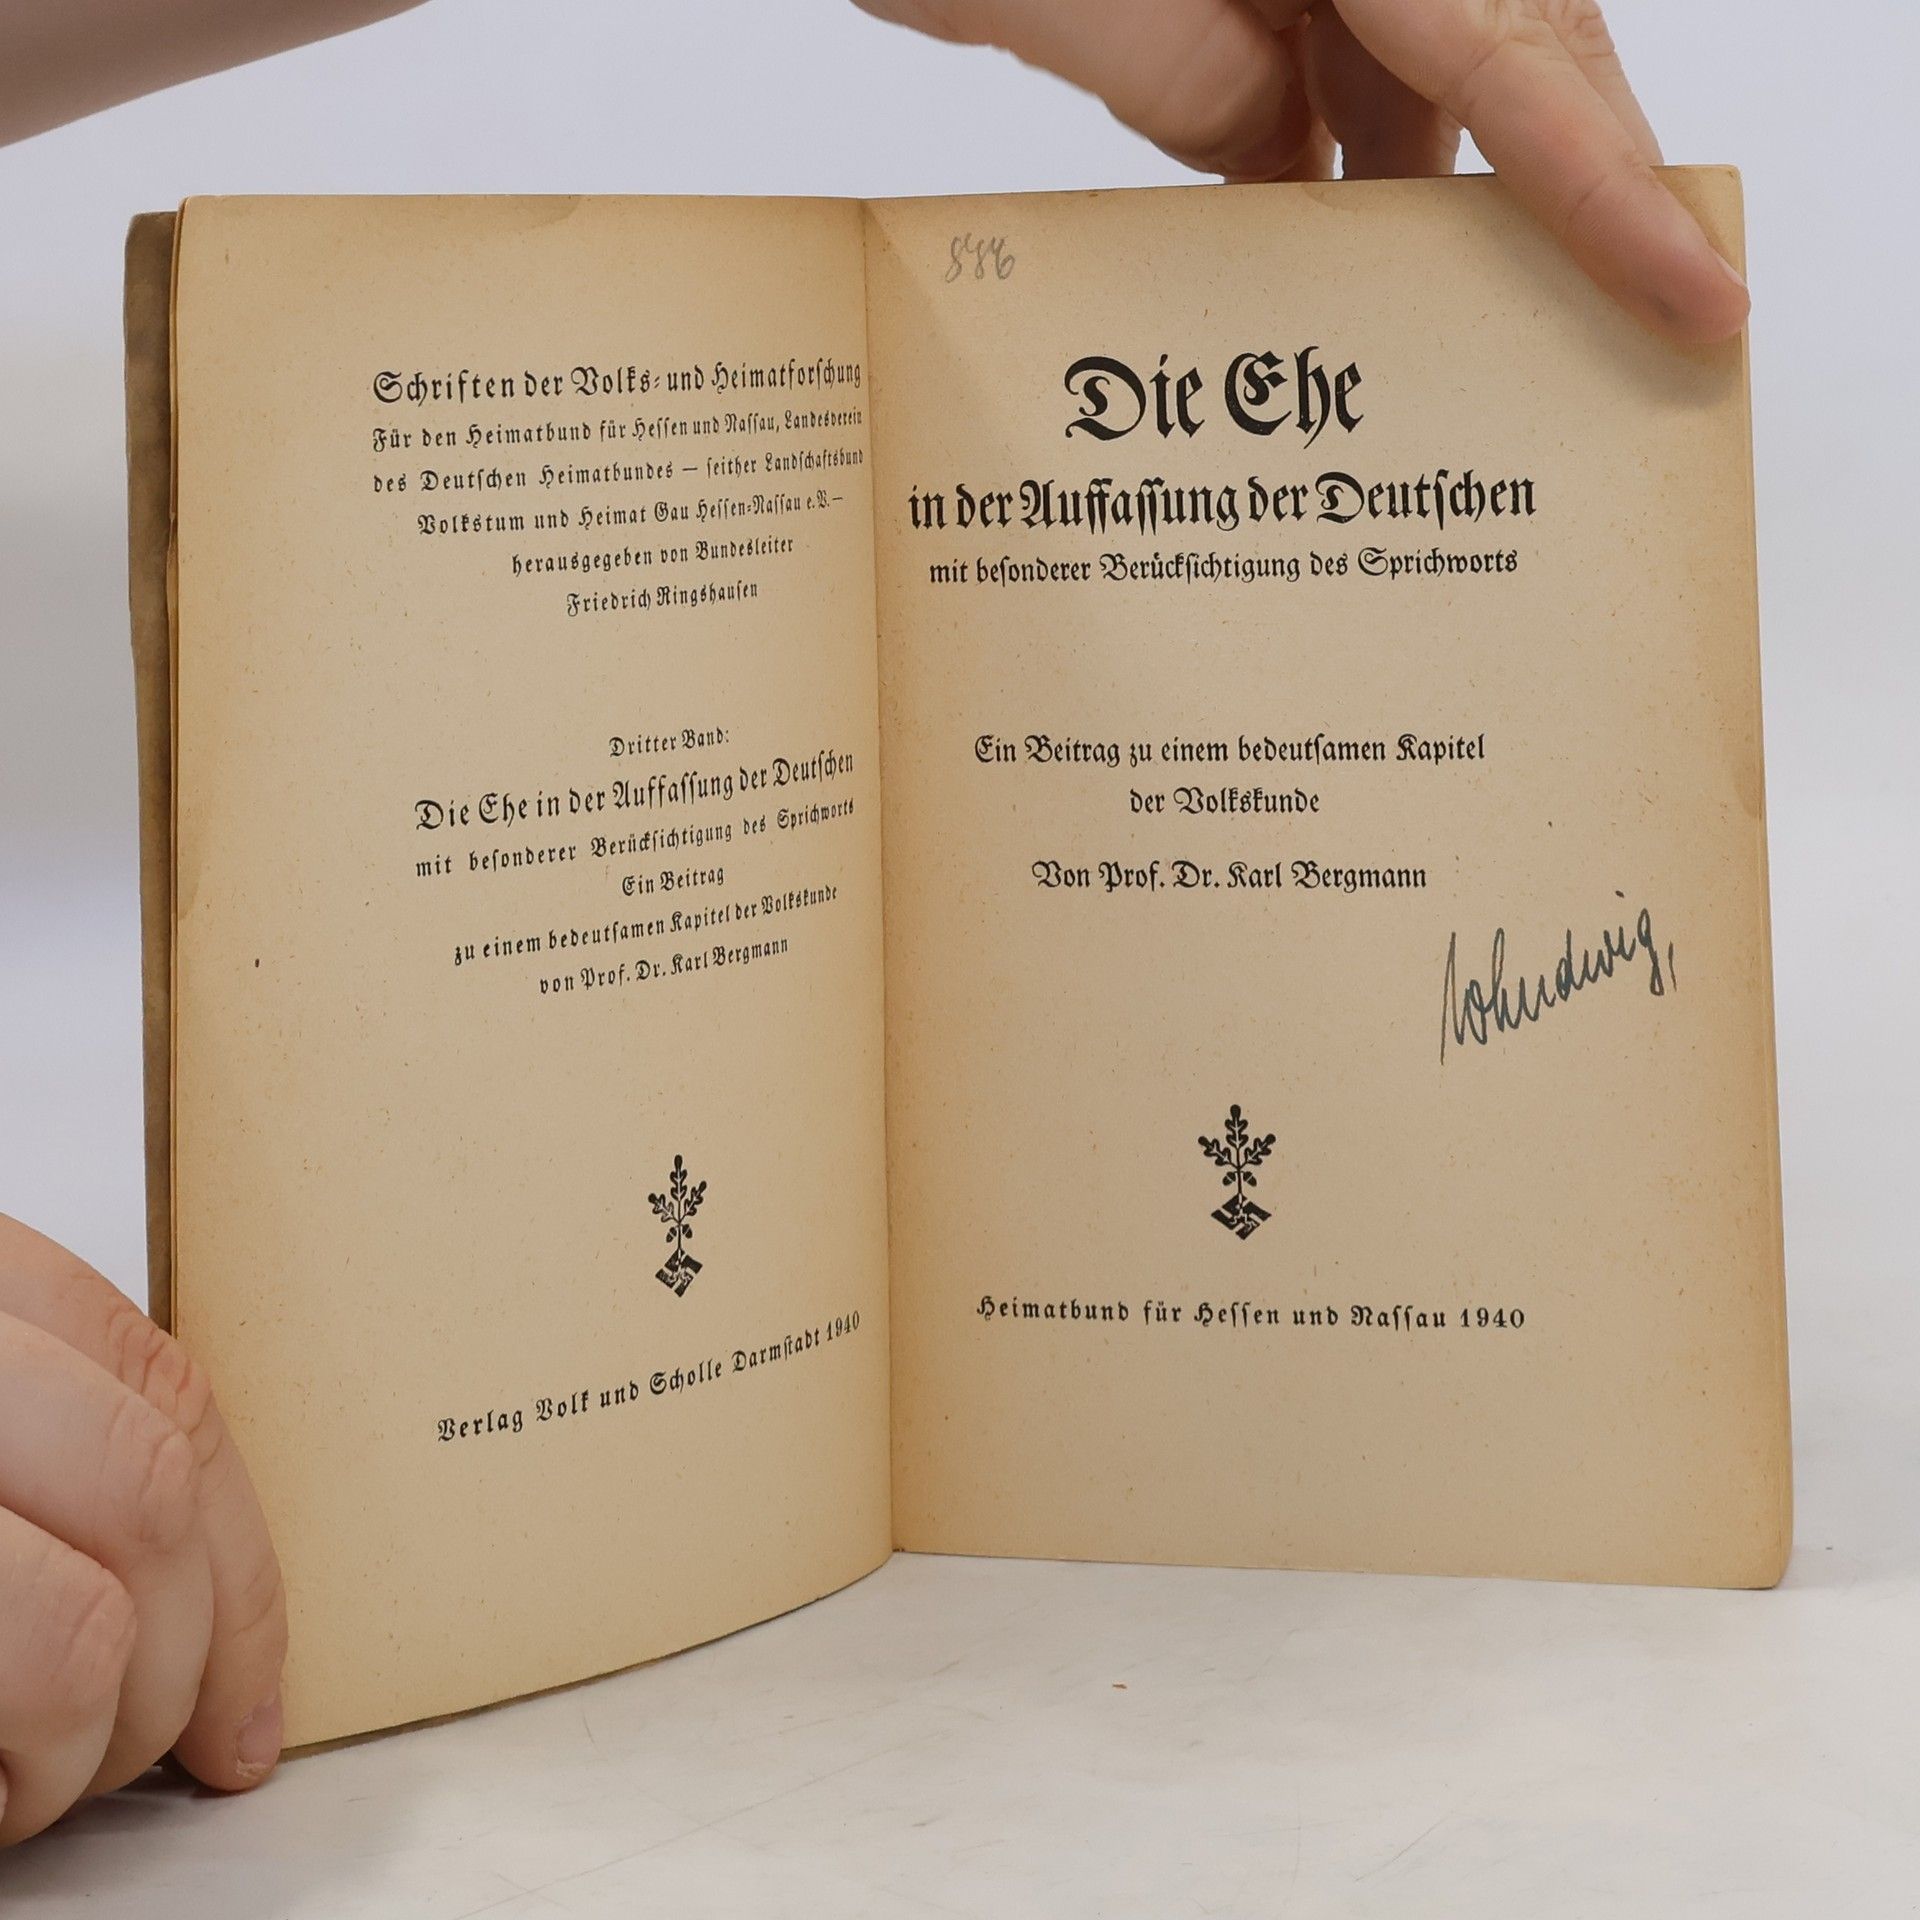 Schriften der Volks- und Heimatforschung
Für den Heimatbund für Hessen und Nassau, Landesverein
des Deutschen Heimatbundes — seither Landschaftsbund
Volkstum und Heimat Gau Hessen-Nassau e.V.—
herausgegeben von Bundesleiter
Friedrich Ringshausen
Dritter Band:
Die Ehe in der Auffassung der Deutschen
mit besonderer Berücksichtigung des Sprichworts
Ein Beitrag
zu einem bedeutsamen Kapitel der Volkskunde
von Prof. Dr. Karl Bergmann
Verlag Volk und Scholle Darmstadt 1940
Die Ehe
in der Auffassung der Deutschen
mit besonderer Berücksichtigung des Sprichworts
Ein Beitrag zu einem bedeutsamen Kapitel
der Volkskunde
Von Prof. Dr. Karl Bergmann
Heimatbund für Hessen und Nassau 1940